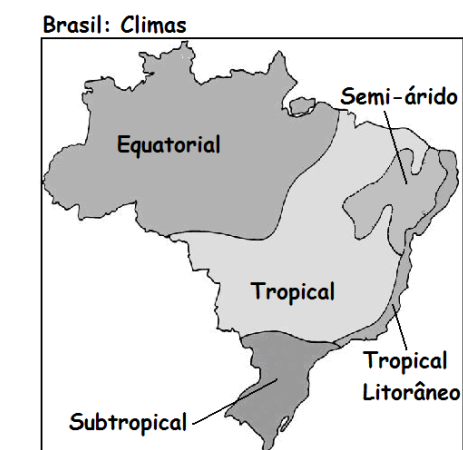 Brasil: Climas
Semi-árido
Equatorial
Tropical
Tropical
Litorâneo
Subtropical